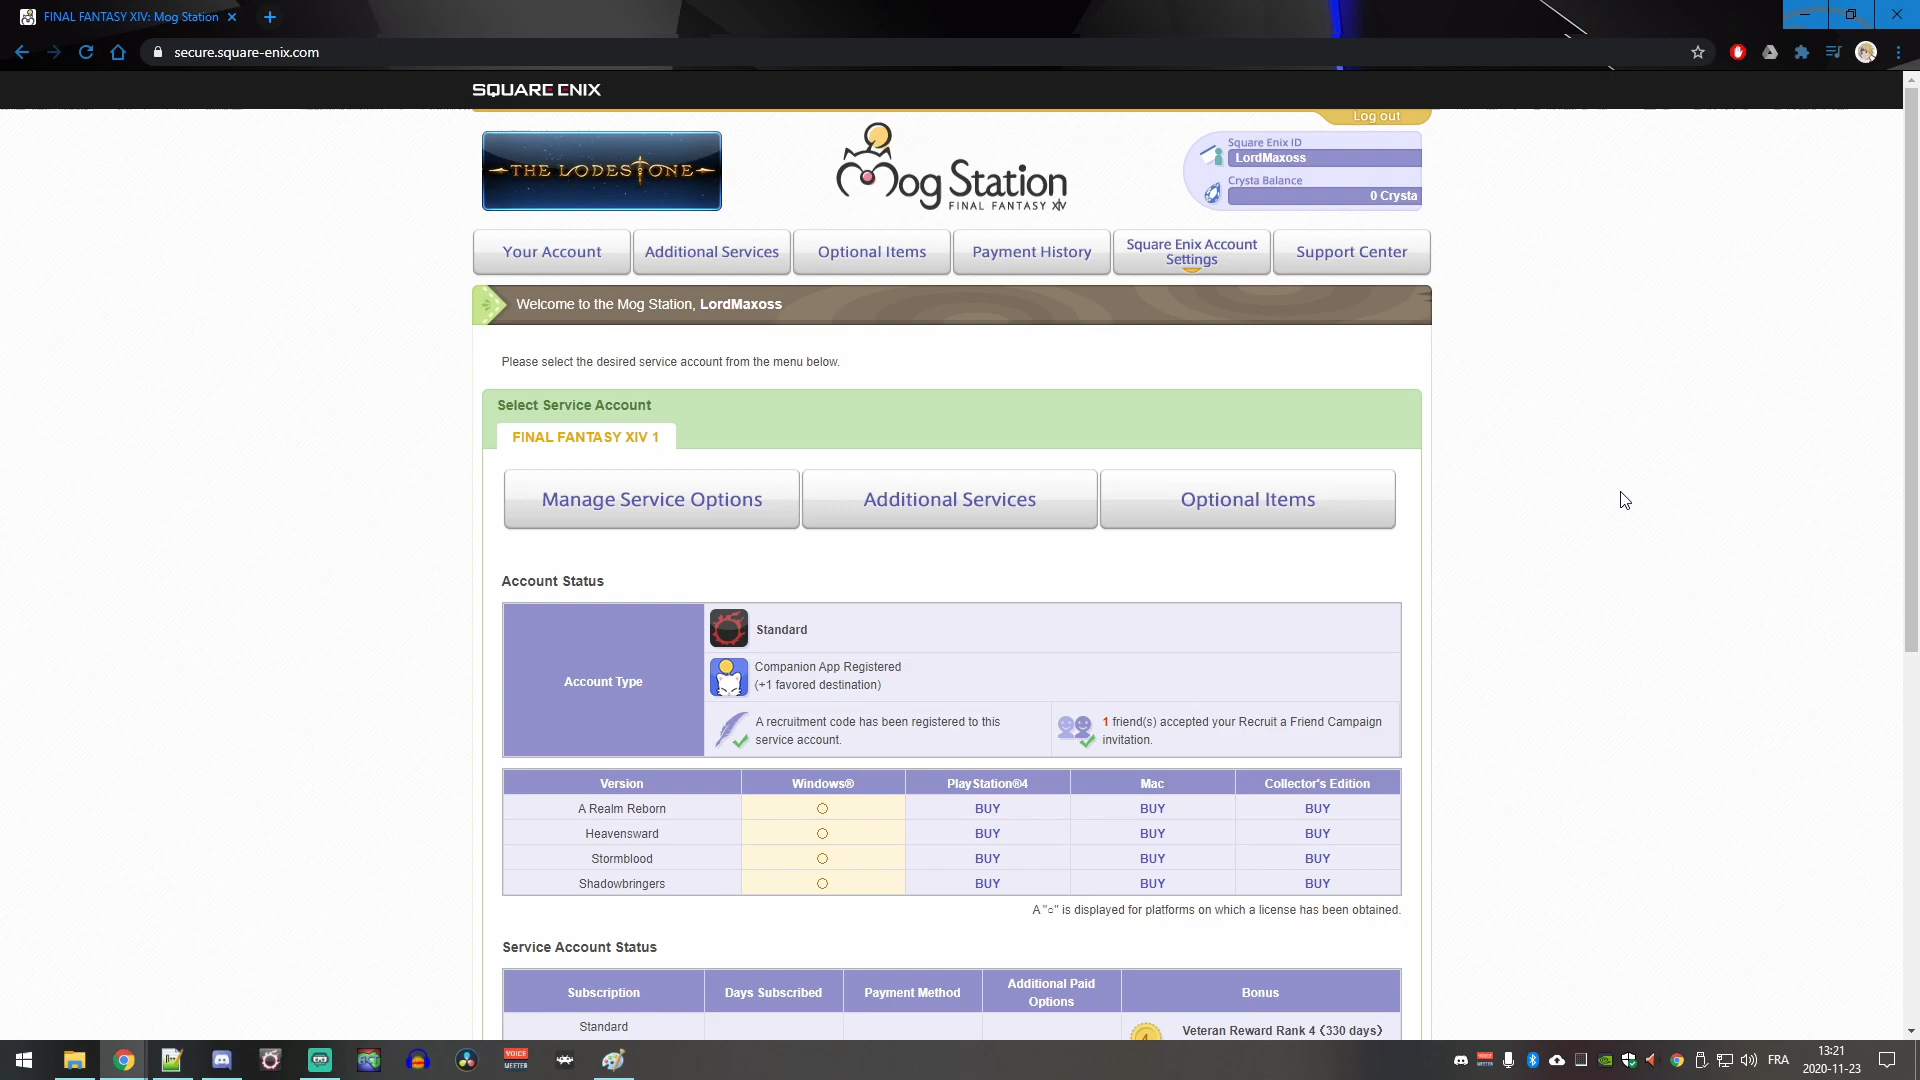 FINAL FANTASY XIV: Mog Station
secure.square-enix.com
SQUARE ENIX
Log out
THE LODESTONE
Mog Station
FINAL FANTASY XIV
Square Enix ID
LordMaxoss
Crysta Balance
0 Crysta
Your Account
Additional Services
Optional Items
Payment History
Square Enix Account
Settings
Support Center
Welcome to the Mog Station, LordMaxoss
Please select the desired service account from the menu below.
Select Service Account
FINAL FANTASY XIV 1
Manage Service Options
Additional Services
Optional Items
Account Status
Account Type
Standard
Companion App Registered
(+1 favored destination)
A recruitment code has been registered to this
service account.
1 friend(s) accepted your Recruit a Friend Campaign
invitation.
Version Windows® PlayStation®4 Mac Collector's Edition
A Realm Reborn ○ BUY BUY BUY
Heavensward ○ BUY BUY BUY
Stormblood ○ BUY BUY BUY
Shadowbringers ○ BUY BUY BUY
A "○" is displayed for platforms on which a license has been obtained.
Service Account Status
Subscription Days Subscribed Payment Method Additional Paid
Options Bonus
Standard
Veteran Reward Rank 4 (330 days)
VOICE
MEETER
FRA
13:21
2020-11-23